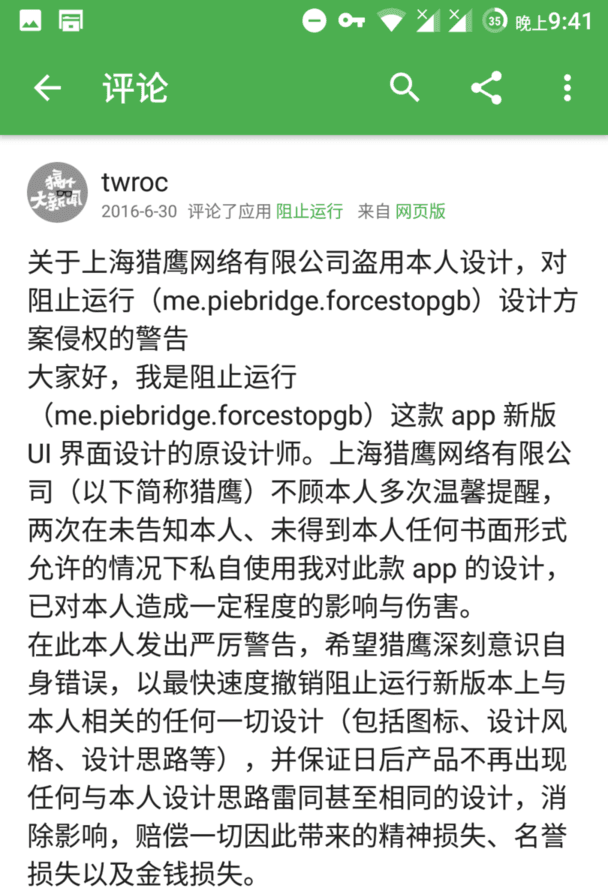 35 晚上9:41
评论
搞个
大新闻
twroc
2016-6-30 评论了应用 阻止运行 来自 网页版
关于上海猎鹰网络有限公司盗用本人设计，对
阻止运行（me.piebridge.forcestopgb）设计方
案侵权的警告
大家好，我是阻止运行
（me.piebridge.forcestopgb）这款 app 新版
UI 界面设计的原设计师。上海猎鹰网络有限公
司（以下简称猎鹰）不顾本人多次温馨提醒，
两次在未告知本人、未得到本人任何书面形式
允许的情况下私自使用我对此款 app 的设计，
已对本人造成一定程度的影响与伤害。
在此本人发出严厉警告，希望猎鹰深刻意识自
身错误，以最快速度撤销阻止运行新版本上与
本人相关的任何一切设计（包括图标、设计风
格、设计思路等），并保证日后产品不再出现
任何与本人设计思路雷同甚至相同的设计，消
除影响，赔偿一切因此带来的精神损失、名誉
损失以及金钱损失。